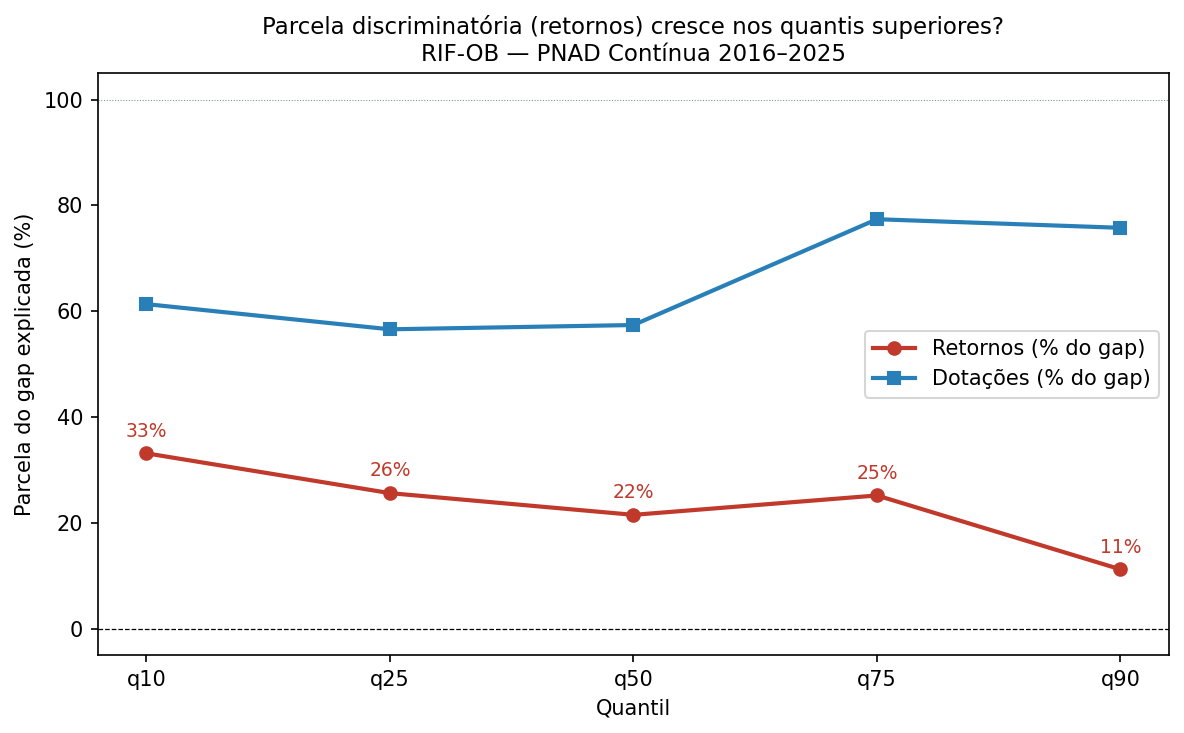 Parcela discriminatória (retornos) cresce nos quantis superiores?
RIF-OB — PNAD Contínua 2016–2025
Parcela do gap explicada (%)
100
80
60
40
20
0
33%
26%
22%
25%
11%
Retornos (% do gap)
Dotações (% do gap)
q10
q25
q50
q75
q90
Quantil